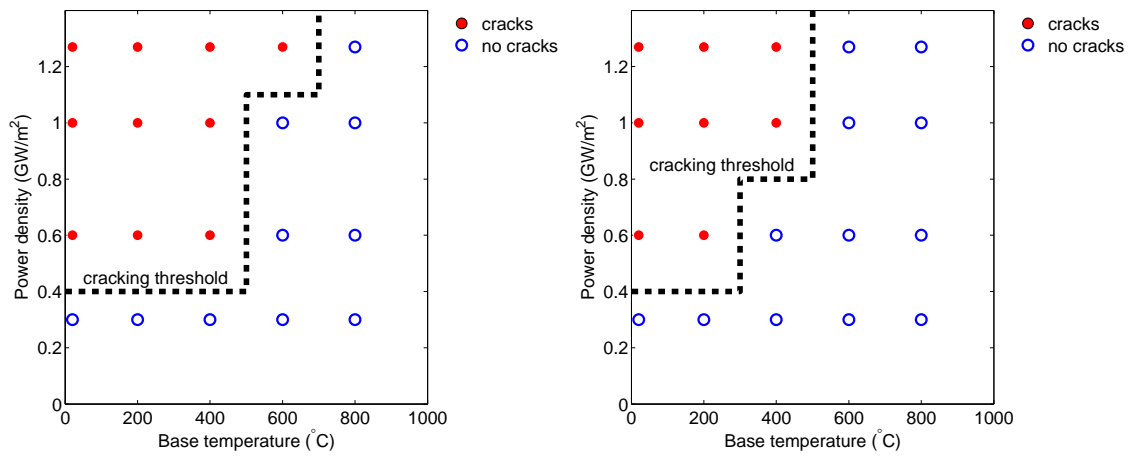 cracks
no cracks
1.2
1
0.8
0.6
0.4
0.2
0
Power density (GW/m²)
cracking threshold
0
200
400
600
800
1000
Base temperature (°C)
cracks
no cracks
1.2
1
0.8
0.6
0.4
0.2
0
Power density (GW/m²)
cracking threshold
0
200
400
600
800
1000
Base temperature (°C)